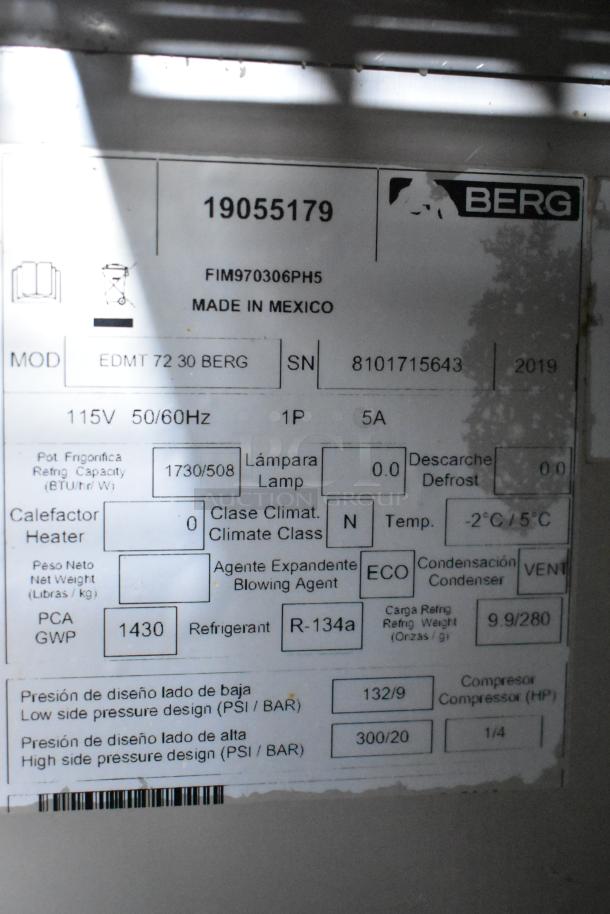 19055179
BERG
FIM970306PH5
MADE IN MEXICO
MOD EDMT 72 30 BERG SN 8101715643 2019
115V 50/60Hz 1P 5A
Pot. Frigorifica
Refrig. Capacity
(BTU/hr/ W)
1730/508
Lámpara
Lamp
0.0
Descarche
Defrost
0.0
Calefactor
Heater
0
Clase Climat.
Climate Class
N
Temp.
-2°C / 5°C
Peso Neto
Net Weight
(Libras / kg)
Agente Expandente
Blowing Agent
ECO
Condensación
Condenser
VENT
PCA
GWP
1430
Refrigerant
R-134a
Carga Refrig
Refrig. Weight
(Onzas / g)
9.9/280
Presión de diseño lado de baja
Low side pressure design (PSI / BAR)
132/9
Compresor
Compressor (HP)
Presión de diseño lado de alta
High side pressure design (PSI / BAR)
300/20
1/4
AUCTION GROUP